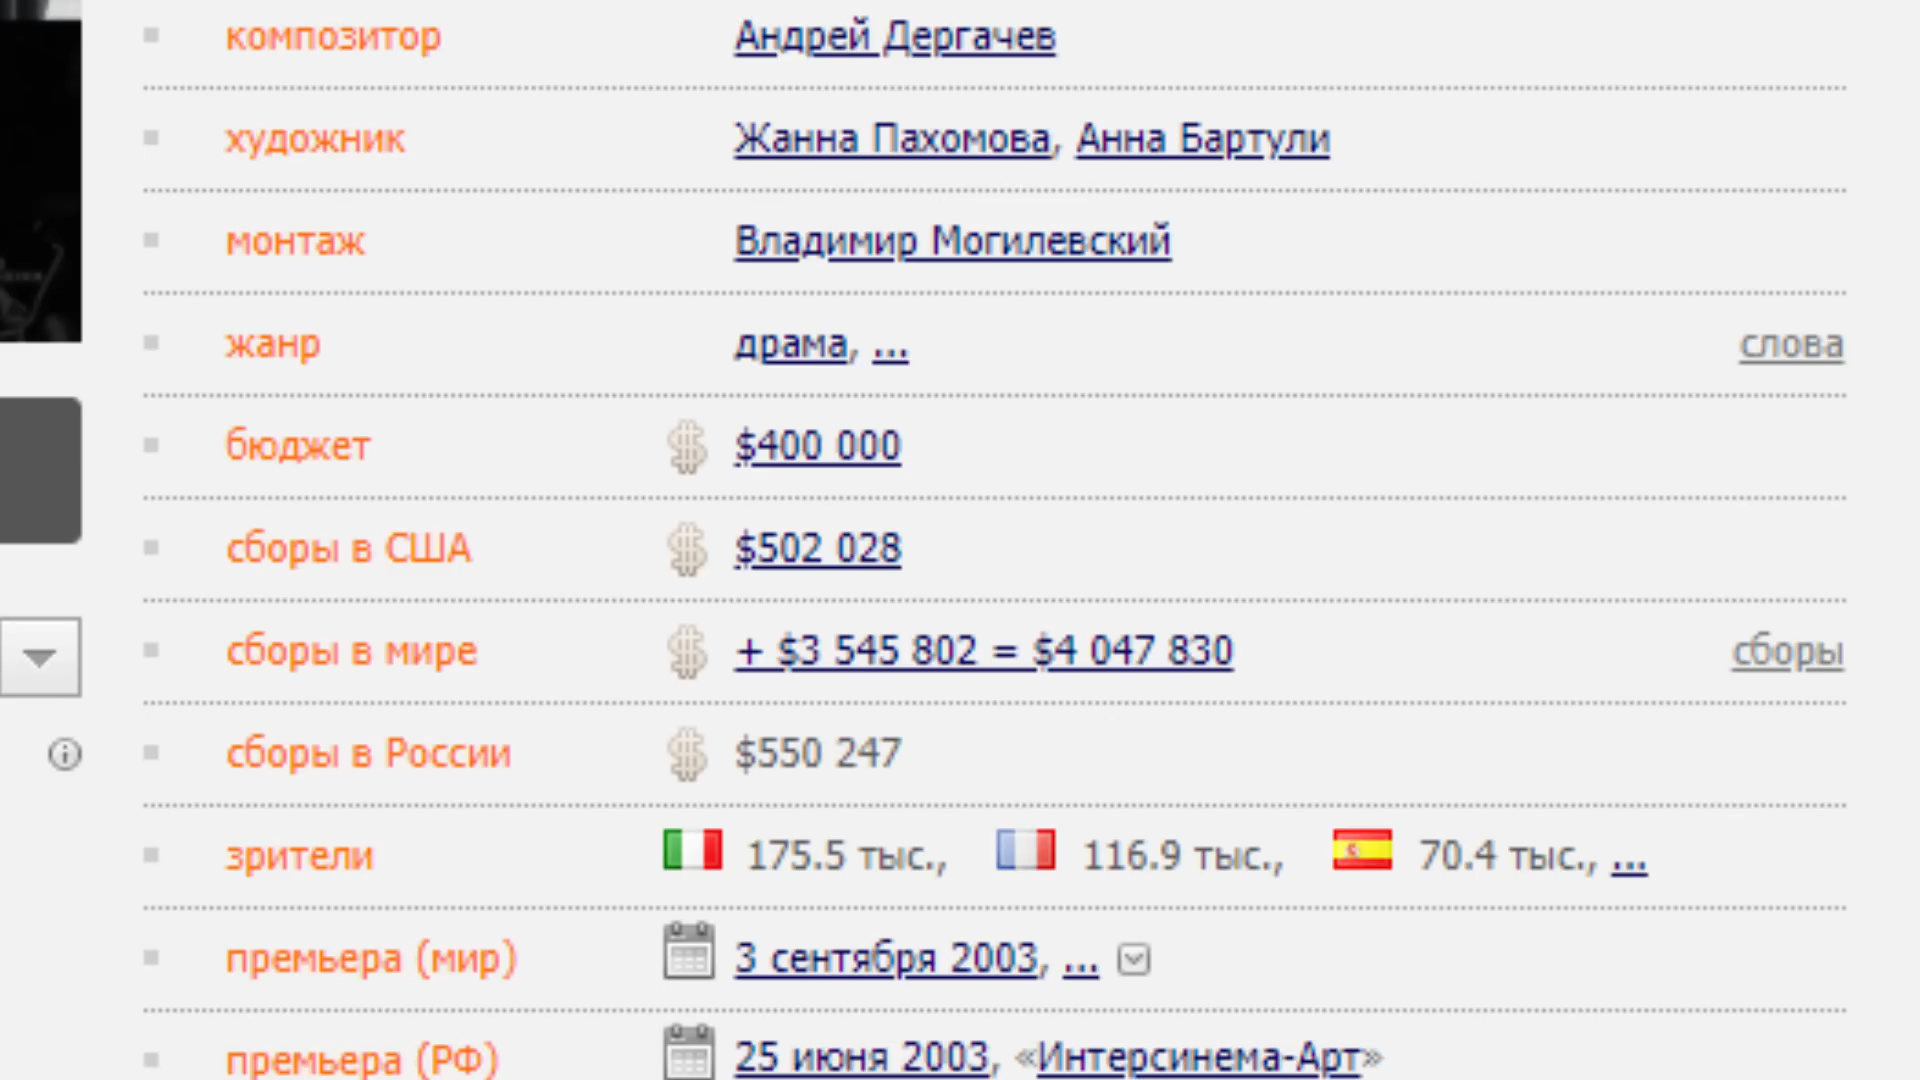 композитор Андрей Дергачев
художник Жанна Пахомова, Анна Бартули
монтаж Владимир Могилевский
жанр драма, ... слова
бюджет $400 000
сборы в США $502 028
сборы в мире + $3 545 802 = $4 047 830 сборы
сборы в России $550 247
зрители 175.5 тыс., 116.9 тыс., 70.4 тыс., ...
премьера (мир) 3 сентября 2003, ...
премьера (РФ) 25 июня 2003, «Интерсинема-Арт»